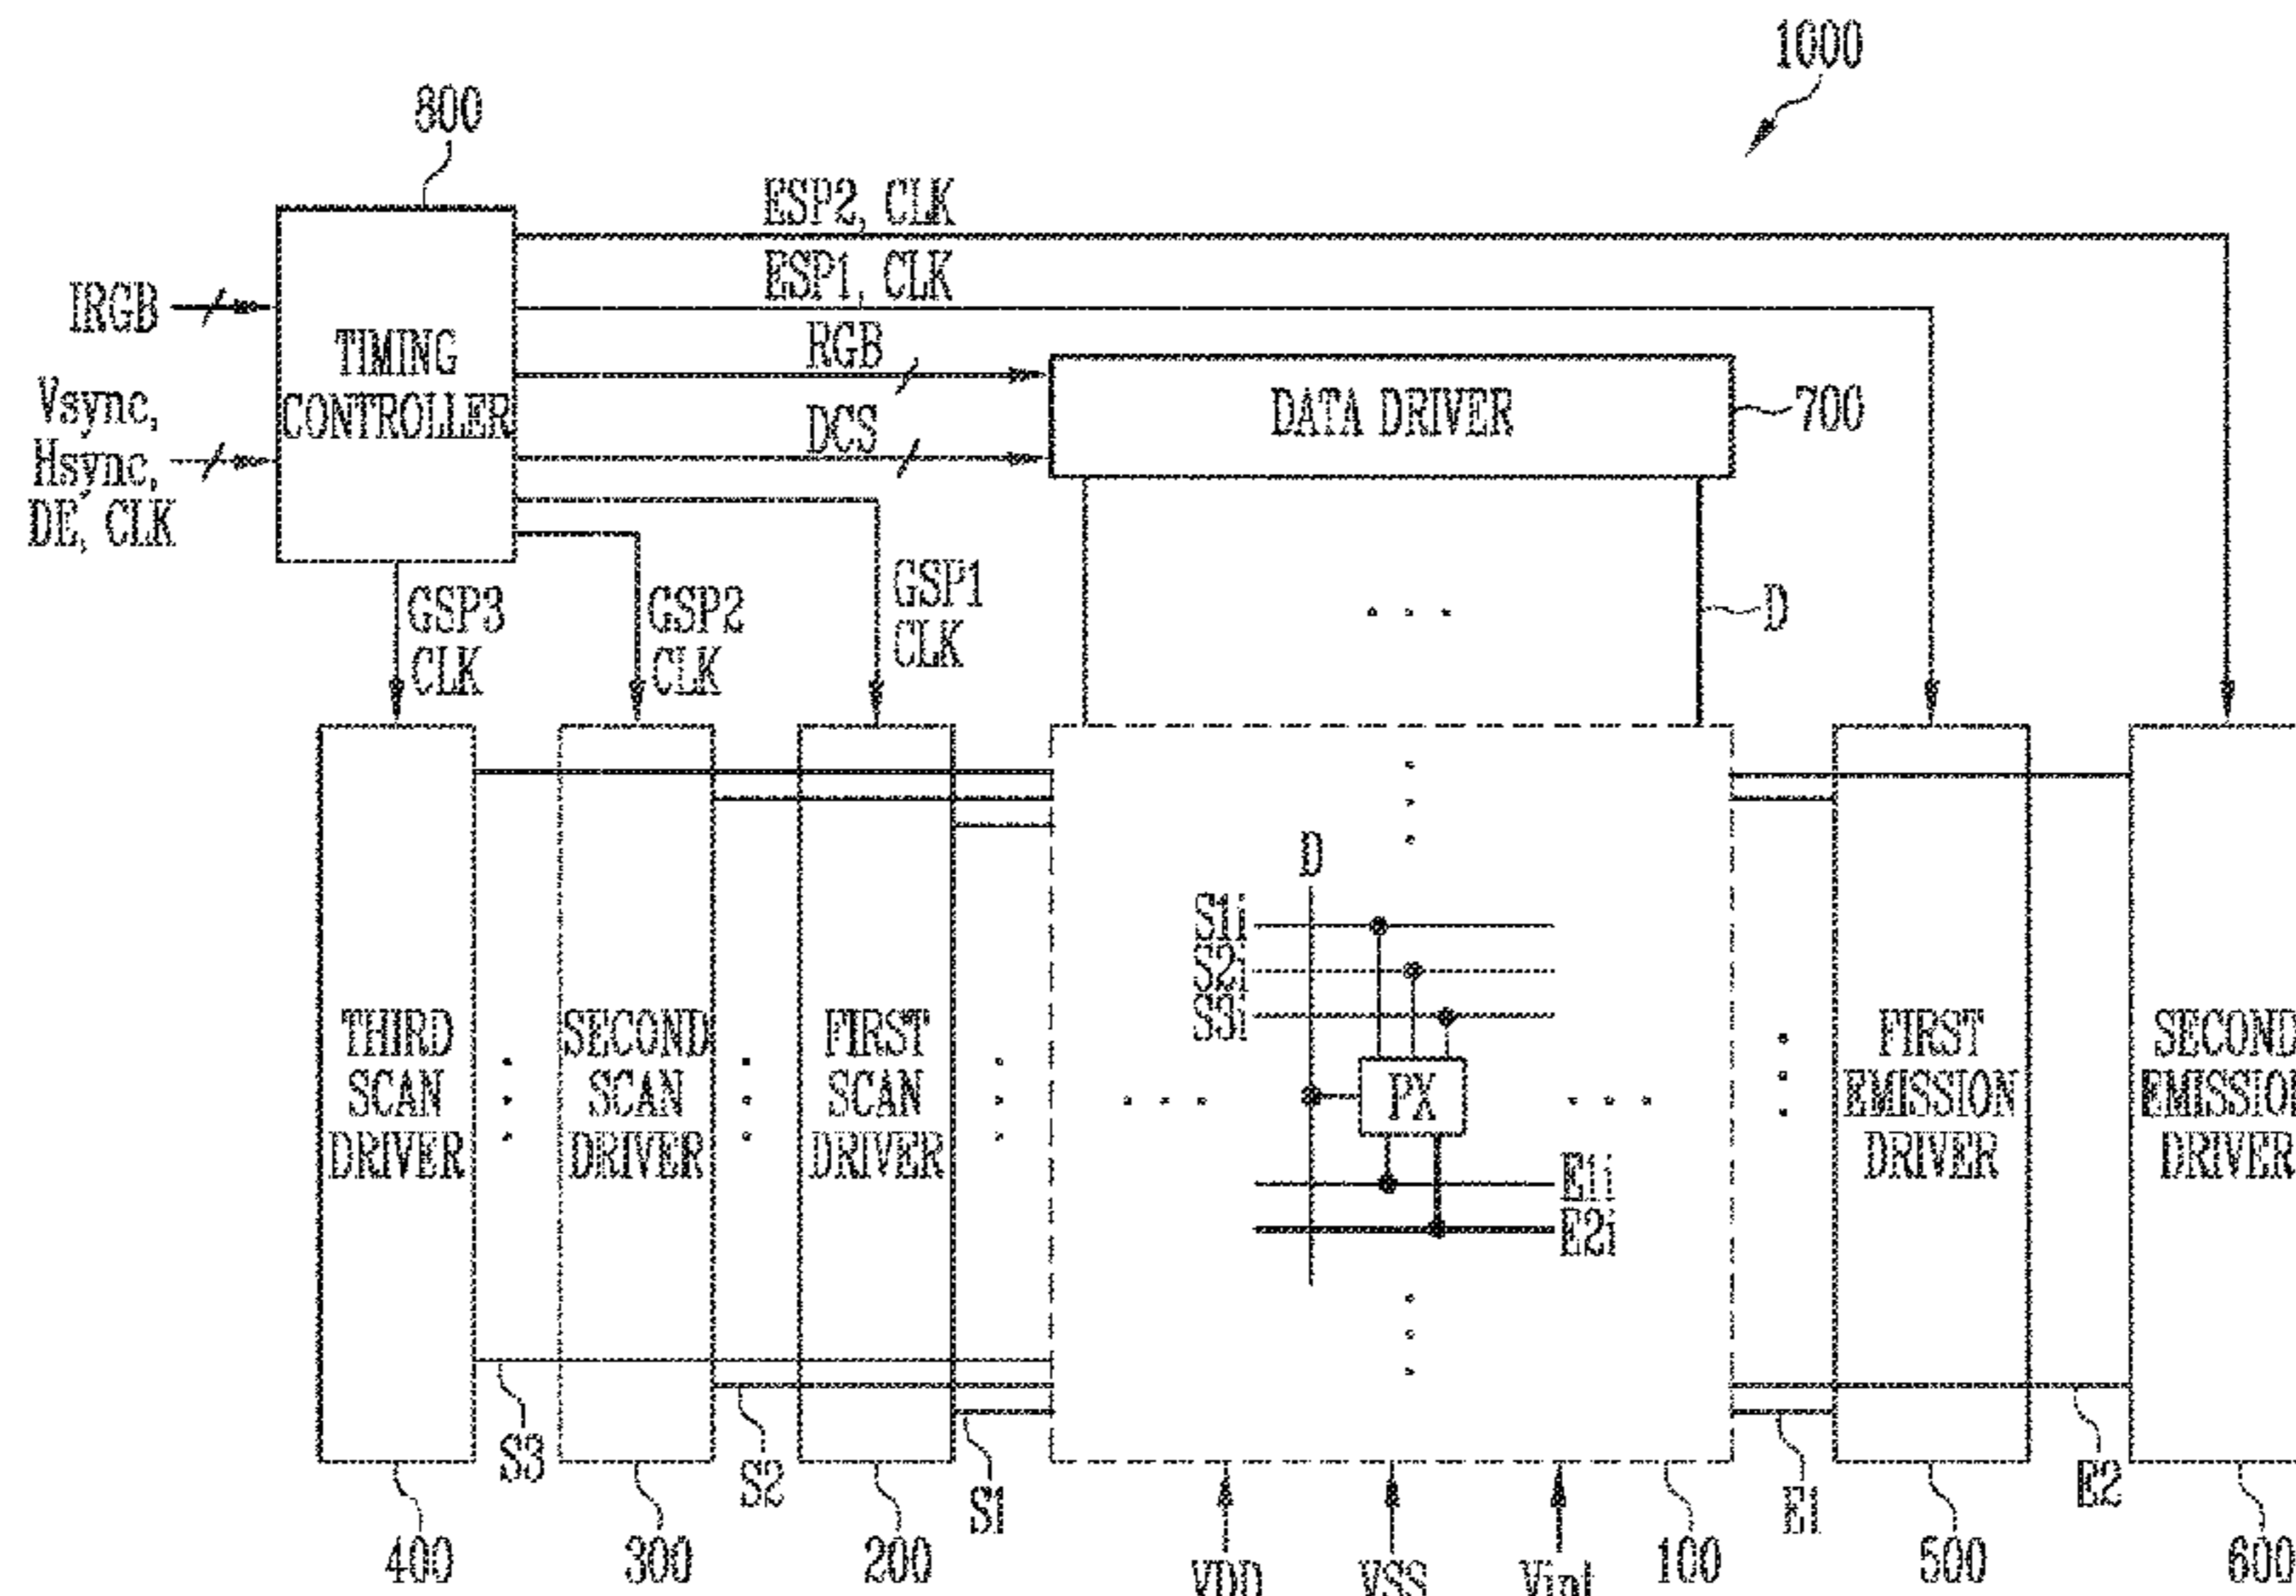 1000
800
ESP2, CLK
ESP1, CLK
IRGB
RGB
TIMING
CONTROLLER
DATA DRIVER
700
Vsync,
Hsync,
DE, CLK
DCS
GSP3
CLK
GSP2
CLK
GSP1
CLK
D
D
S1i
S2i
S3i
THIRD
SCAN
DRIVER
SECOND
SCAN
DRIVER
FIRST
SCAN
DRIVER
PX
FIRST
EMISSION
DRIVER
SECOND
EMISSION
DRIVER
E1i
E2i
S3
S2
S1
E1
E2
400
300
200
VDD
VSS
Vint
100
500
600